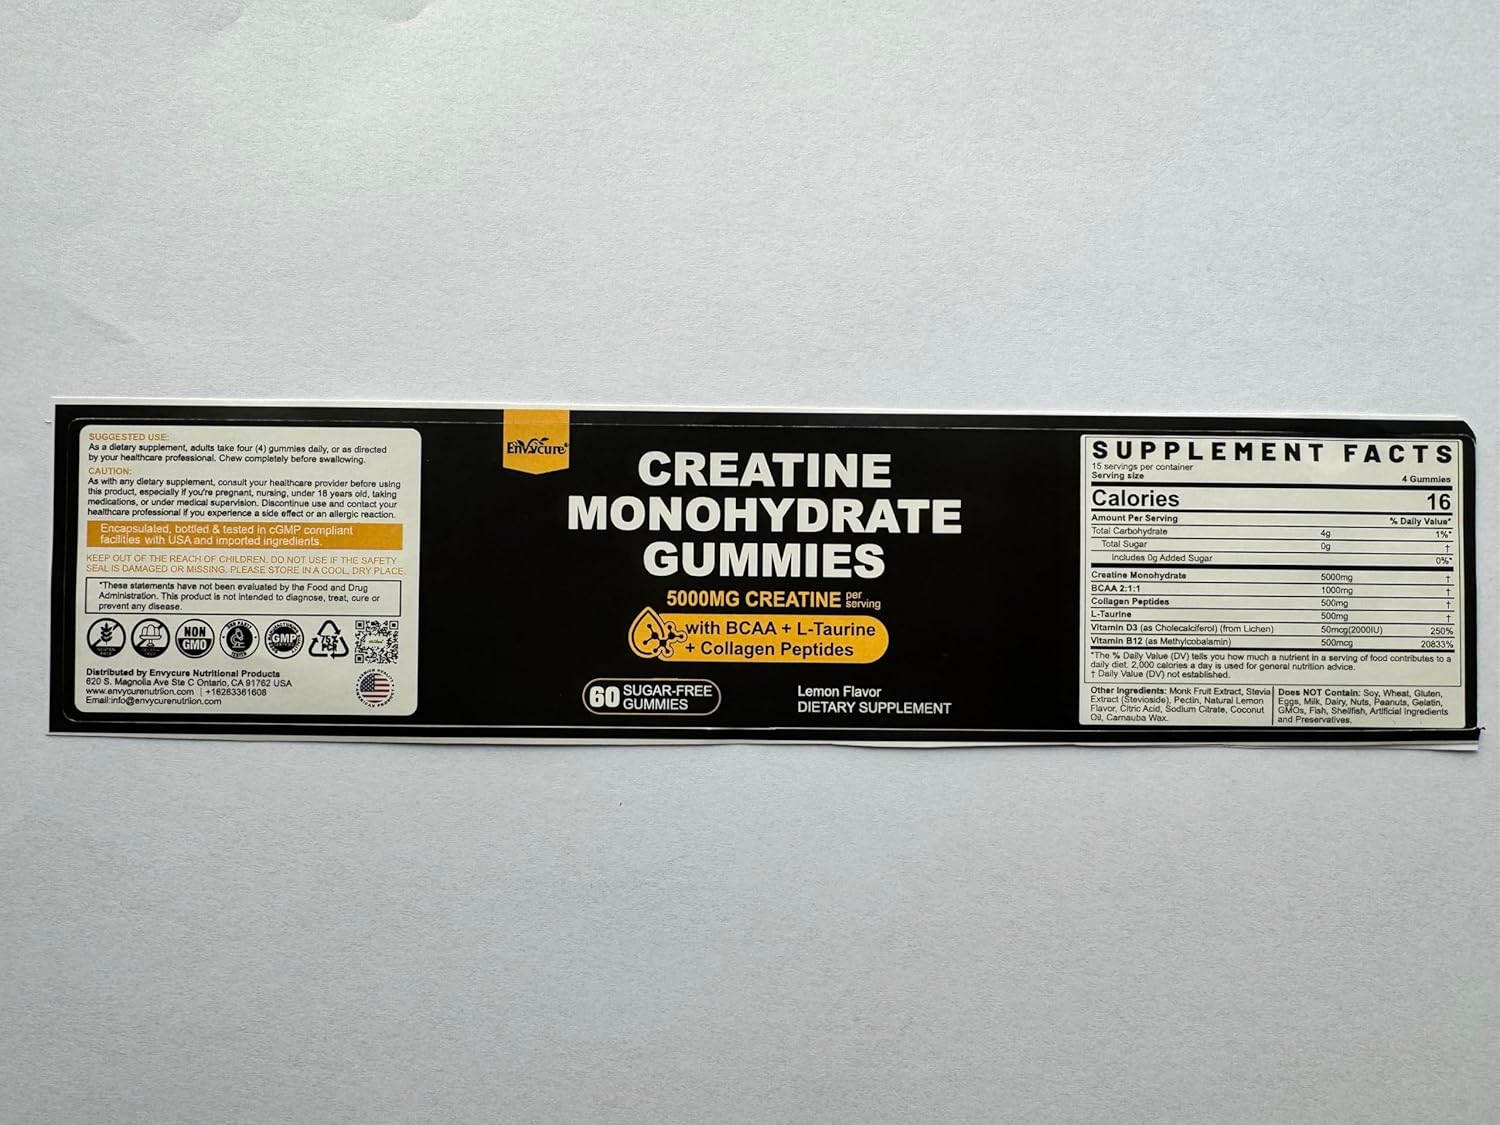 SUGGESTED USE:
As a dietary supplement, adults take four (4) gummies daily, or as directed
by your healthcare professional. Chew completely before swallowing.
CAUTION:
As with any dietary supplement, consult your healthcare provider before using
this product, especially if you're pregnant, nursing, under 18 years old, taking
medications, or under medical supervision. Discontinue use and contact your
healthcare professional if you experience a side effect or an allergic reaction.
Encapsulated, bottled & tested in cGMP compliant
facilities with USA and imported ingredients.
KEEP OUT OF THE REACH OF CHILDREN. DO NOT USE IF THE SAFETY
SEAL IS DAMAGED OR MISSING. PLEASE STORE IN A COOL, DRY PLACE.
*These statements have not been evaluated by the Food and Drug
Administration. This product is not intended to diagnose, treat, cure or
prevent any disease.
NON
GMO
GMP
75%
PCR
Distributed by Envycure Nutritional Products
620 S. Magnolia Ave Ste C Ontario, CA 91762 USA
www.envycurenutriion.com | +16263361608
Email:info@envycurenutriion.com
EnVycure®
CREATINE
MONOHYDRATE
GUMMIES
5000MG CREATINE per serving
with BCAA + L-Taurine
+ Collagen Peptides
60 SUGAR-FREE GUMMIES
Lemon Flavor
DIETARY SUPPLEMENT
SUPPLEMENT FACTS
15 servings per container
Serving size 4 Gummies
Calories 16
Amount Per Serving % Daily Value*
Total Carbohydrate 4g 1%*
Total Sugar 0g †
Includes 0g Added Sugar 0%*
Creatine Monohydrate 5000mg †
BCAA 2:1:1 1000mg †
Collagen Peptides 500mg †
L-Taurine 500mg †
Vitamin D3 (as Cholecalciferol) (from Lichen) 50mcg(2000IU) 250%
Vitamin B12 (as Methylcobalamin) 500mcg 20833%
*The % Daily Value (DV) tells you how much a nutrient in a serving of food contributes to a
daily diet. 2,000 calories a day is used for general nutrition advice.
† Daily Value (DV) not established.
Other Ingredients: Monk Fruit Extract, Stevia
Extract (Stevioside), Pectin, Natural Lemon
Flavor, Citric Acid, Sodium Citrate, Coconut
Oil, Carnauba Wax.
Does NOT Contain: Soy, Wheat, Gluten,
Eggs, Milk, Dairy, Nuts, Peanuts, Gelatin,
GMOs, Fish, Shellfish, Artificial Ingredients
and Preservatives.